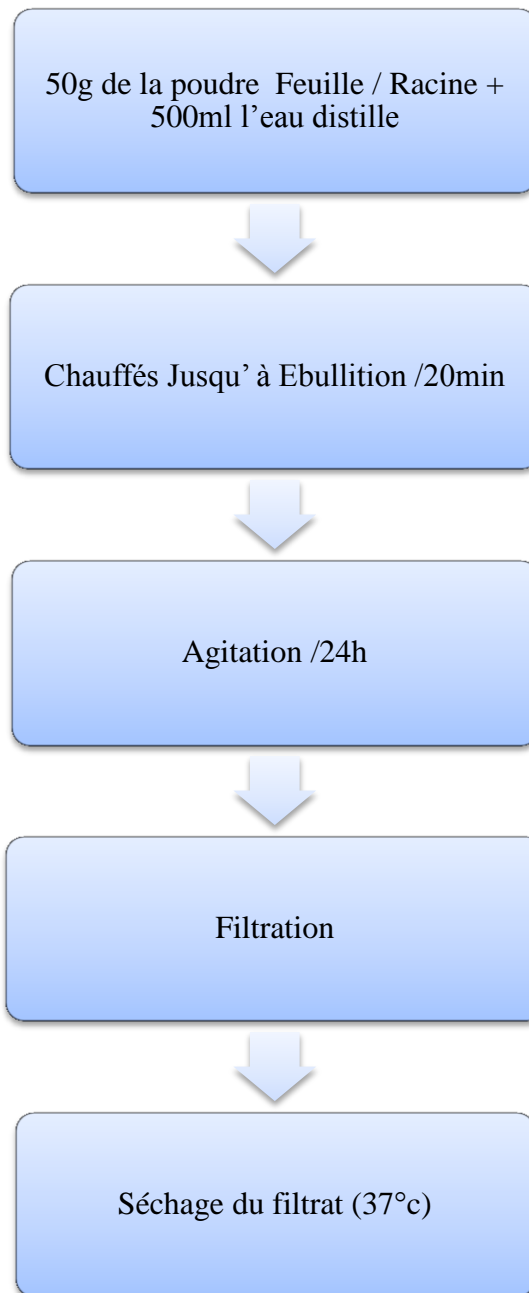 50g de la poudre  Feuille / Racine +
500ml l’eau distille
Chauffés Jusqu’ à Ebullition /20min
Agitation /24h
Filtration
Séchage du filtrat (37°c)